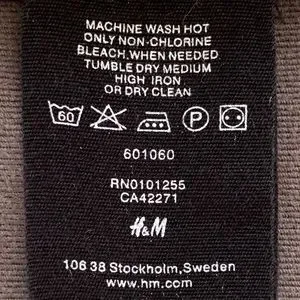 MACHINE WASH HOT
ONLY NON-CHLORINE
BLEACH,WHEN NEEDED
TUMBLE DRY MEDIUM
HIGH IRON
OR DRY CLEAN
60 P
601060
RN0101255
CA42271
H&M
106 38 Stockholm,Sweden
www.hm.com